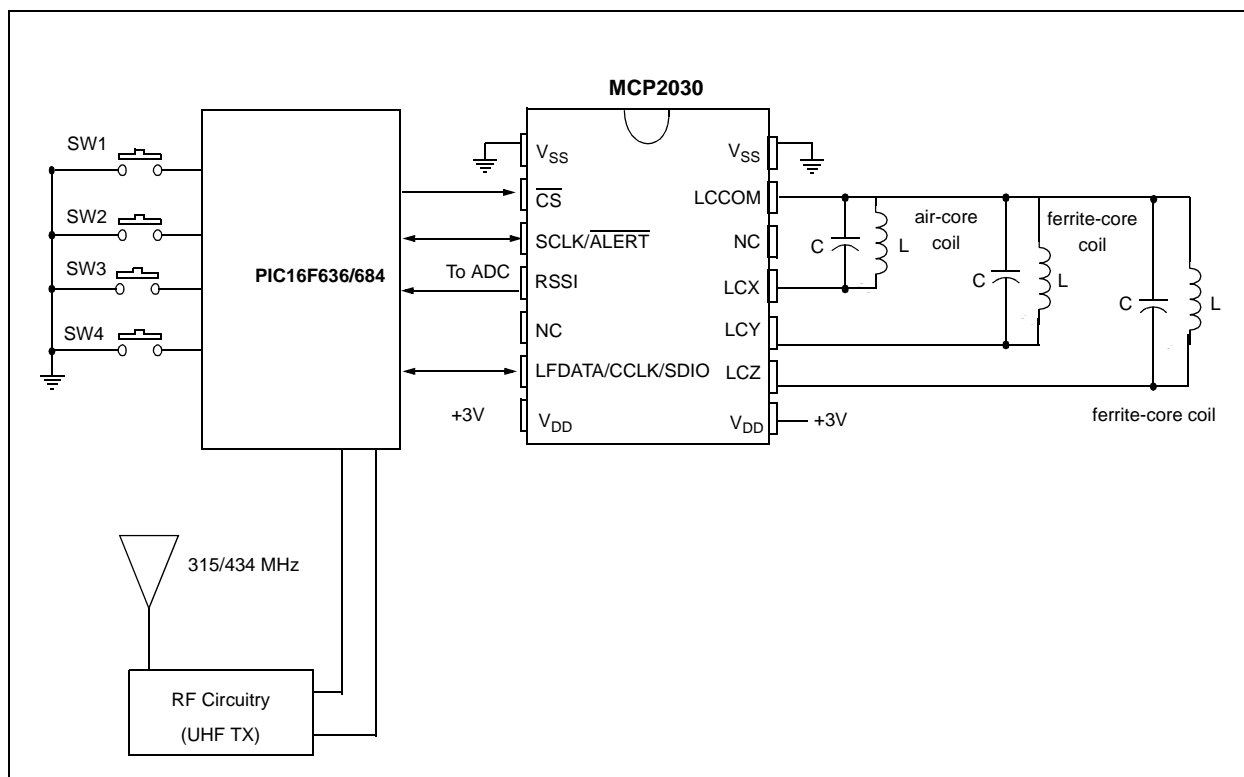 MCP2030
SW1
SW2
SW3
SW4
PIC16F636/684
To ADC
+3V
VSS
CS
SCLK/ALERT
RSSI
NC
LFDATA/CCLK/SDIO
VDD
VSS
LCCOM
NC
LCX
LCY
LCZ
VDD
+3V
C
L
air-core
coil
C
L
ferrite-core
coil
C
L
ferrite-core coil
315/434 MHz
RF Circuitry
(UHF TX)